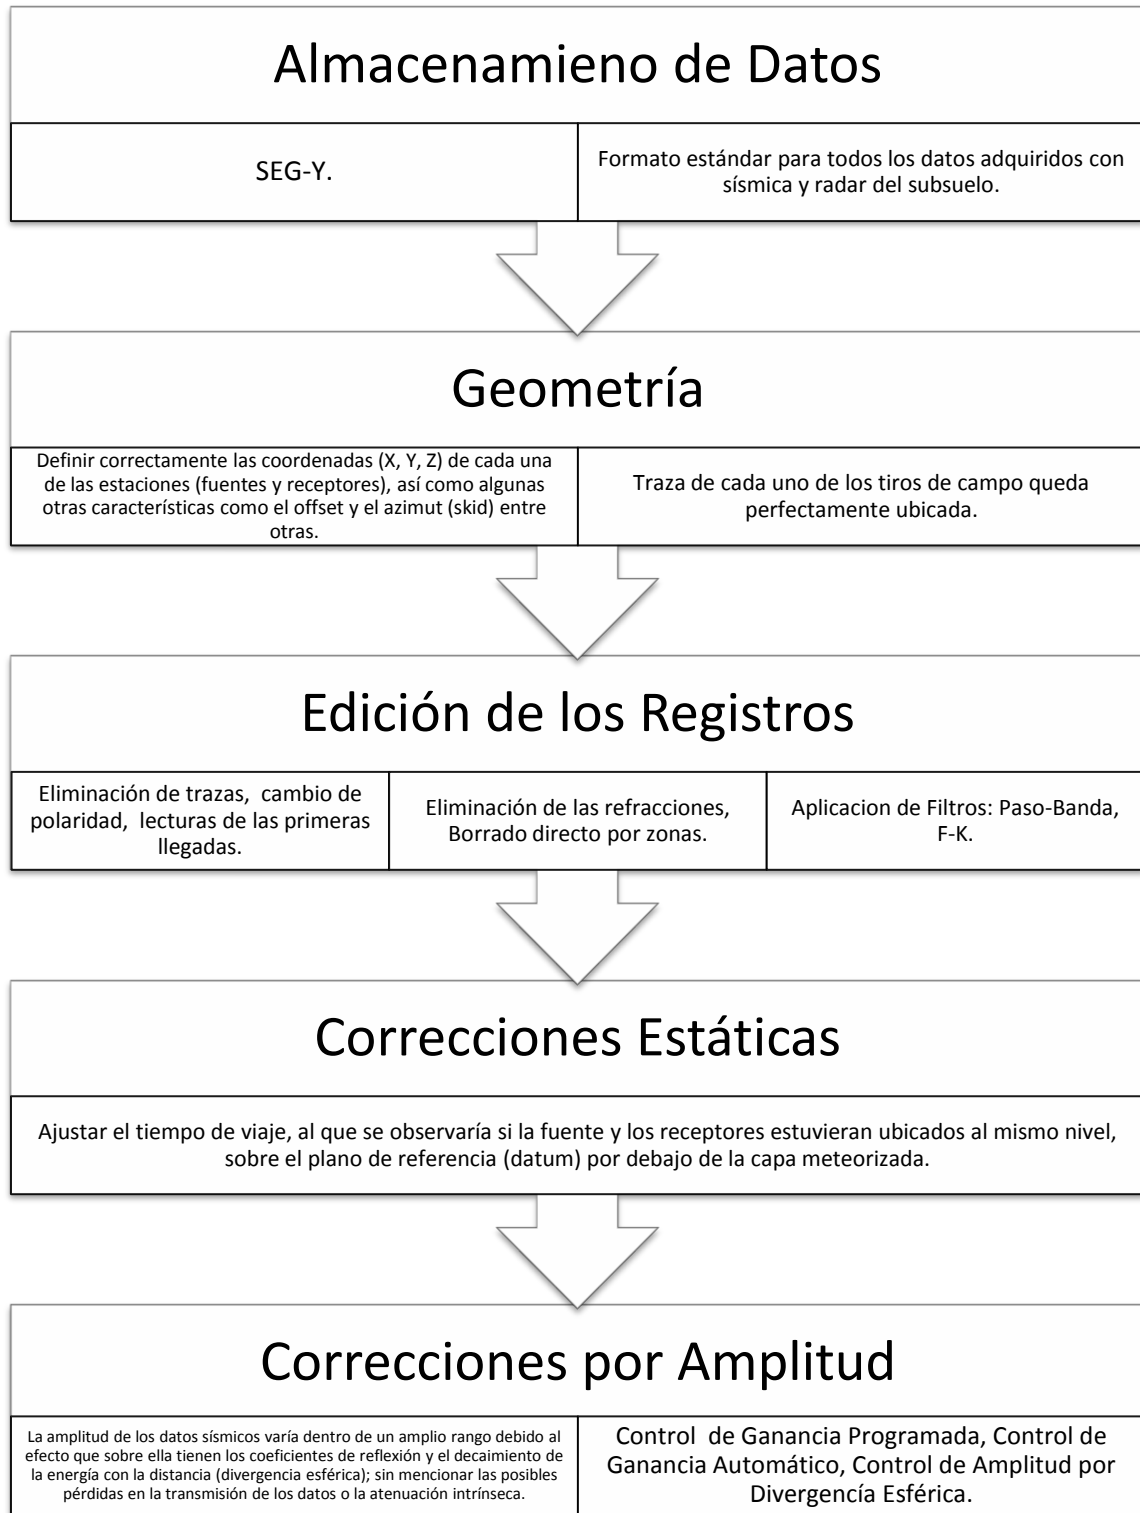 Almacenamieno de Datos
SEG-Y.
Formato estándar para todos los datos adquiridos con
sísmica y radar del subsuelo.
Geometría
Definir correctamente las coordenadas (X, Y, Z) de cada una
de las estaciones (fuentes y receptores), así como algunas
otras características como el offset y el azimut (skid) entre
otras.
Traza de cada uno de los tiros de campo queda
perfectamente ubicada.
Edición de los Registros
Eliminación de trazas, cambio de
polaridad, lecturas de las primeras
llegadas.
Eliminación de las refracciones,
Borrado directo por zonas.
Aplicacion de Filtros: Paso-Banda,
F-K.
Correcciones Estáticas
Ajustar el tiempo de viaje, al que se observaría si la fuente y los receptores estuvieran ubicados al mismo nivel,
sobre el plano de referencia (datum) por debajo de la capa meteorizada.
Correcciones por Amplitud
La amplitud de los datos sísmicos varía dentro de un amplio rango debido al
efecto que sobre ella tienen los coeficientes de reflexión y el decaimiento de
la energía con la distancia (divergencia esférica); sin mencionar las posibles
pérdidas en la transmisión de los datos o la atenuación intrínseca.
Control de Ganancia Programada, Control de
Ganancia Automático, Control de Amplitud por
Divergencía Esférica.